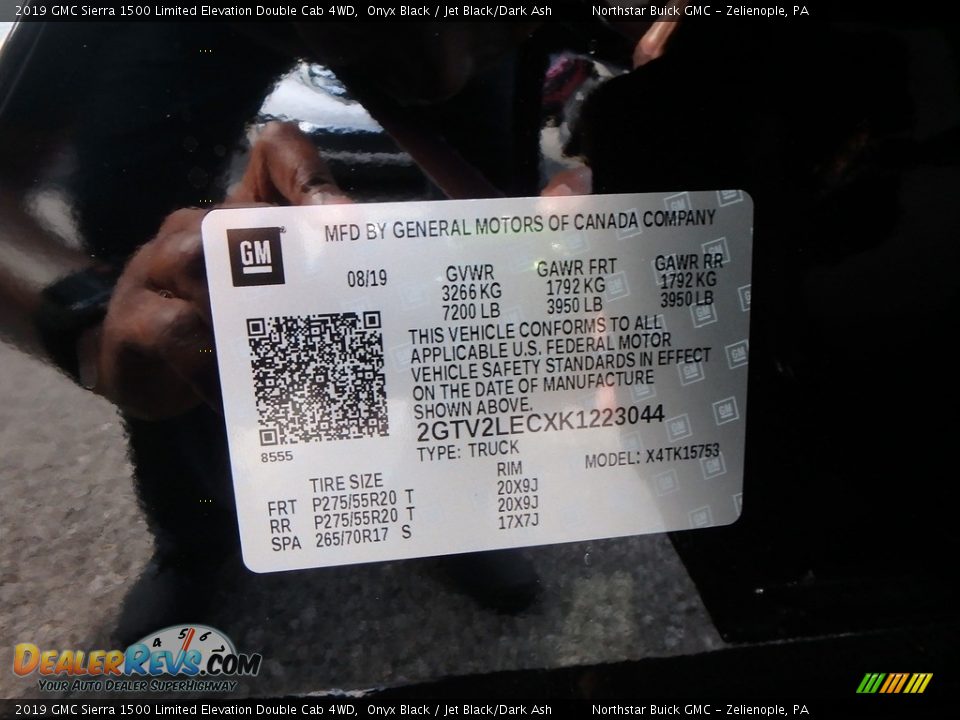 2019 GMC Sierra 1500 Limited Elevation Double Cab 4WD, Onyx Black / Jet Black/Dark Ash Northstar Buick GMC - Zelienople, PA
GM
MFD BY GENERAL MOTORS OF CANADA COMPANY
08/19 GVWR GAWR FRT GAWR RR
3266 KG 1792 KG 1792 KG
7200 LB 3950 LB 3950 LB
THIS VEHICLE CONFORMS TO ALL
APPLICABLE U.S. FEDERAL MOTOR
VEHICLE SAFETY STANDARDS IN EFFECT
ON THE DATE OF MANUFACTURE
SHOWN ABOVE.
2GTV2LECXK1223044
8555
TYPE: TRUCK MODEL: X4TK15753
TIRE SIZE RIM
FRT P275/55R20 T 20X9J
RR P275/55R20 T 20X9J
SPA 265/70R17 S 17X7J
4 5 6
DealerRevs.com
Your Auto Dealer SuperHighway
2019 GMC Sierra 1500 Limited Elevation Double Cab 4WD, Onyx Black / Jet Black/Dark Ash Northstar Buick GMC - Zelienople, PA